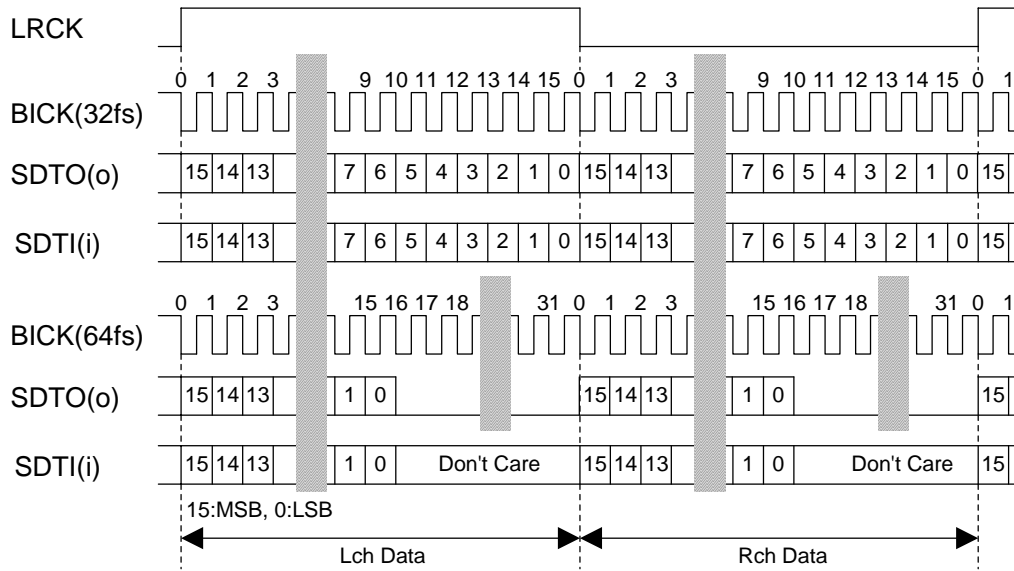 LRCK
0 1 2 3 9 10 11 12 13 14 15 0 1 2 3 9 10 11 12 13 14 15 0 1
BICK(32fs)
SDTO(o) 15 14 13 7 6 5 4 3 2 1 0 15 14 13 7 6 5 4 3 2 1 0 15
SDTI(i) 15 14 13 7 6 5 4 3 2 1 0 15 14 13 7 6 5 4 3 2 1 0 15
0 1 2 3 15 16 17 18 31 0 1 2 3 15 16 17 18 31 0 1
BICK(64fs)
SDTO(o) 15 14 13 1 0 15 14 13 1 0 15
SDTI(i) 15 14 13 1 0 Don't Care 15 14 13 1 0 Don't Care 15
15:MSB, 0:LSB
Lch Data Rch Data